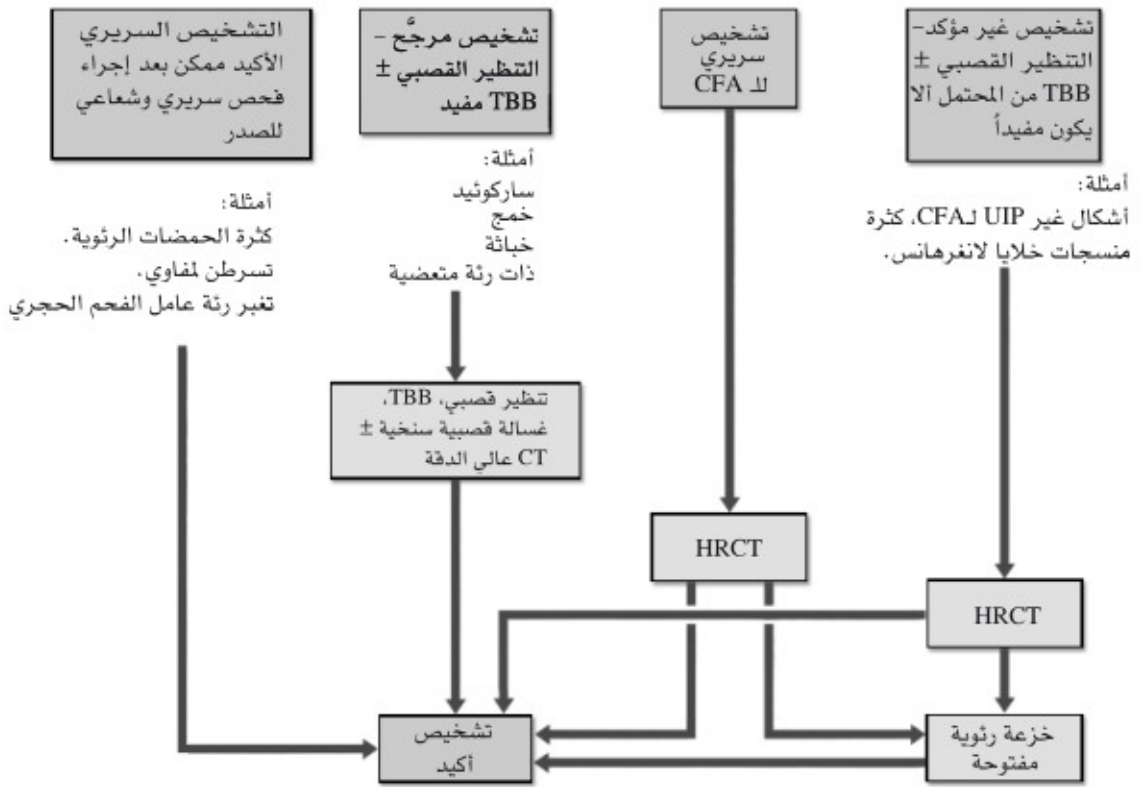 التشخيص السريري
الأكيد ممكن بعد إجراء
فحص سريري وشعاعي
للصدر
أمثلة:
كثرة الحمضات الرئوية.
تسرطن لمفاوي.
تغبر رئة عامل الفحم الحجري
تشخيص مرجَّح –
التنظير القصبي ±
TBB مفيد
أمثلة:
ساركوئيد
خمج
خباثة
ذات رئة متعضية
تشخيص
سريري
للـ CFA
تشخيص غير مؤكد–
التنظير القصبي ±
TBB من المحتمل ألا
يكون مفيداً
أمثلة:
أشكال غير UIP لـCFA، كثرة
منسجات خلايا لانغرهانس.
تنظير قصبي، TBB،
غسالة قصبية سنخية ±
CT عالي الدقة
HRCT
HRCT
تشخيص
أكيد
خزعة رئوية
مفتوحة